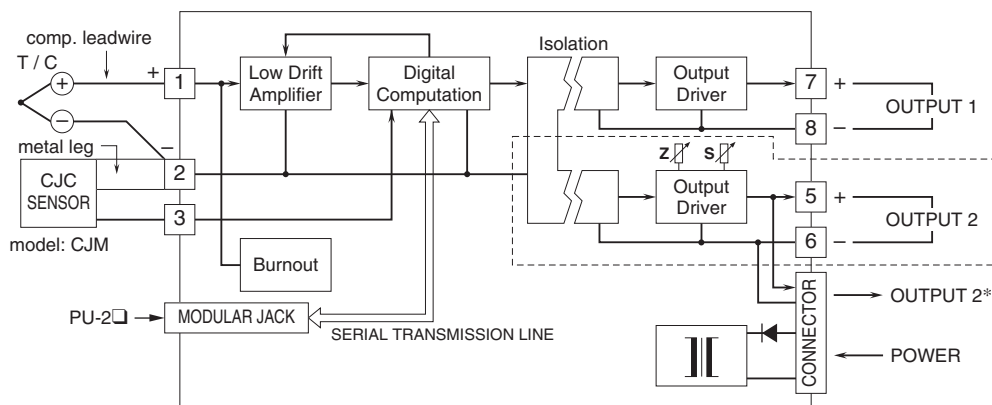 comp. leadwire
T / C
+
−
metal leg
CJC
SENSOR
model: CJM
+
−
1
2
3
Low Drift
Amplifier
Digital
Computation
Burnout
PU-2❏
MODULAR JACK
SERIAL TRANSMISSION LINE
Isolation
Output
Driver
Z
S
Output
Driver
7
+
8
−
OUTPUT 1
5
+
6
−
OUTPUT 2
CONNECTOR
OUTPUT 2*
POWER